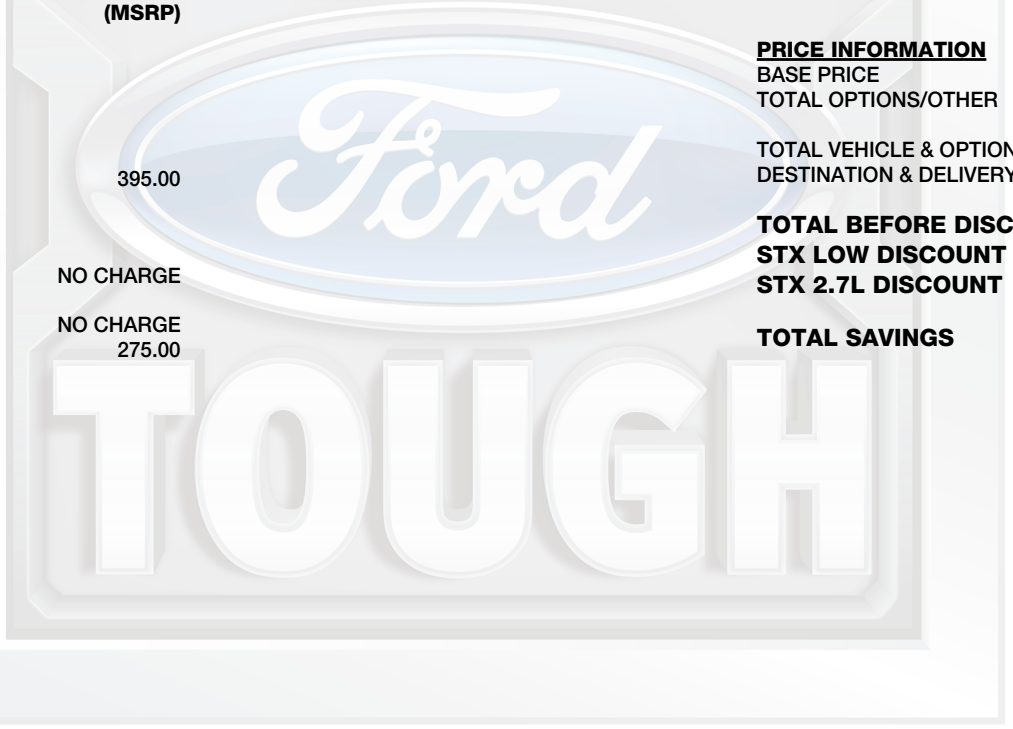 (MSRP)
395.00
NO CHARGE
NO CHARGE
275.00
PRICE INFORMATION
BASE PRICE
TOTAL OPTIONS/OTHER
TOTAL VEHICLE & OPTION
DESTINATION & DELIVERY
TOTAL BEFORE DISC
STX LOW DISCOUNT
STX 2.7L DISCOUNT
TOTAL SAVINGS
Ford
TOUGH